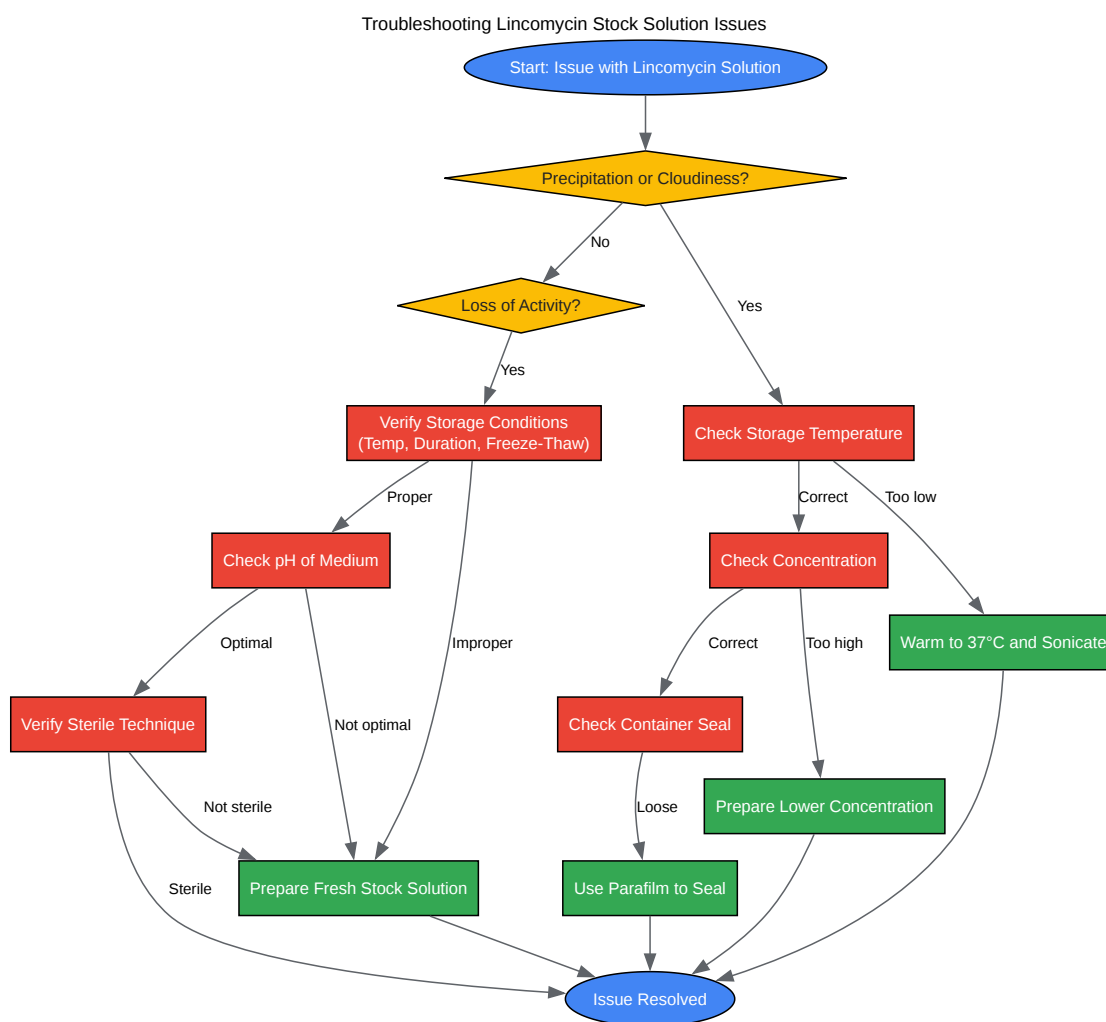 Troubleshooting Lincomycin Stock Solution Issues
Start: Issue with Lincomycin Solution
Precipitation or Cloudiness?
No
Yes
Loss of Activity?
Yes
Verify Storage Conditions
(Temp, Duration, Freeze-Thaw)
Check Storage Temperature
Proper
Correct
Too low
Check pH of Medium
Check Concentration
Optimal
Improper
Correct
Too high
Warm to 37°C and Sonicate
Verify Sterile Technique
Not optimal
Check Container Seal
Not sterile
Loose
Prepare Lower Concentration
Sterile
Prepare Fresh Stock Solution
Use Parafilm to Seal
Issue Resolved